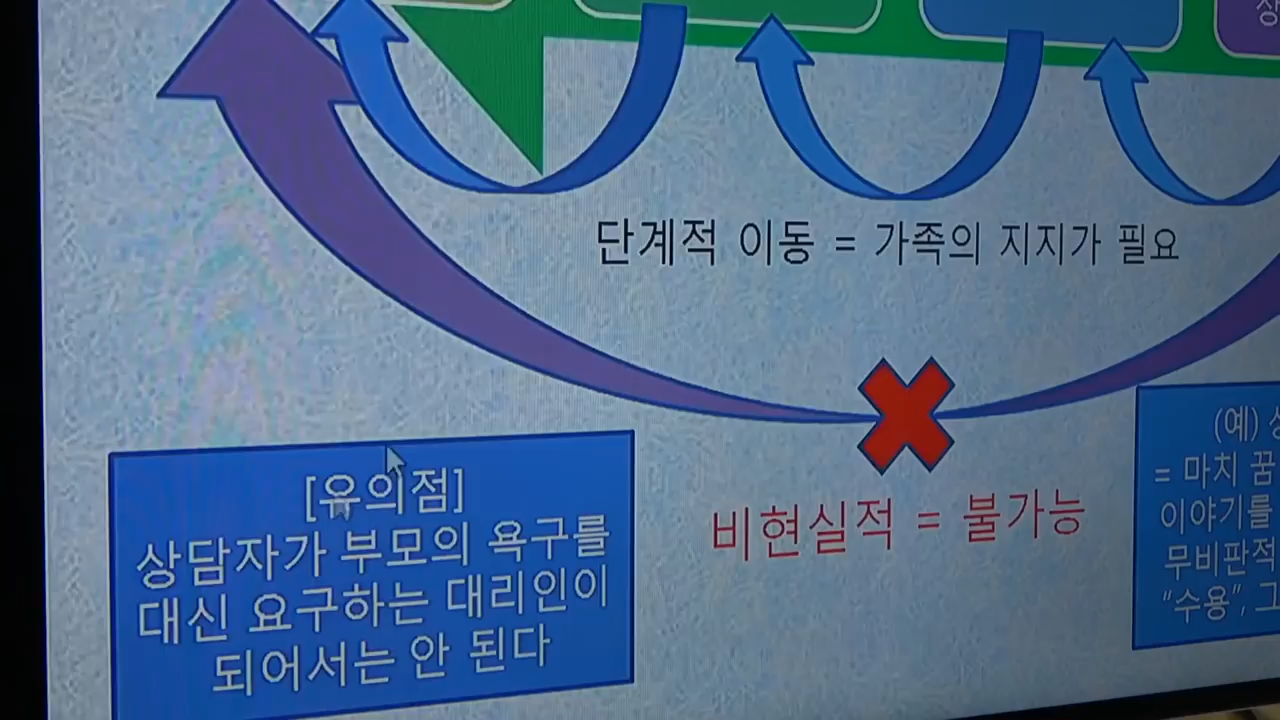 단계적 이동 = 가족의 지지가 필요
비현실적 = 불가능
[유의점]
상담자가 부모의 욕구를
대신 요구하는 대리인이
되어서는 안 된다
(예)
= 마치 꿈
이야기를
무비판적
“수용”, 그